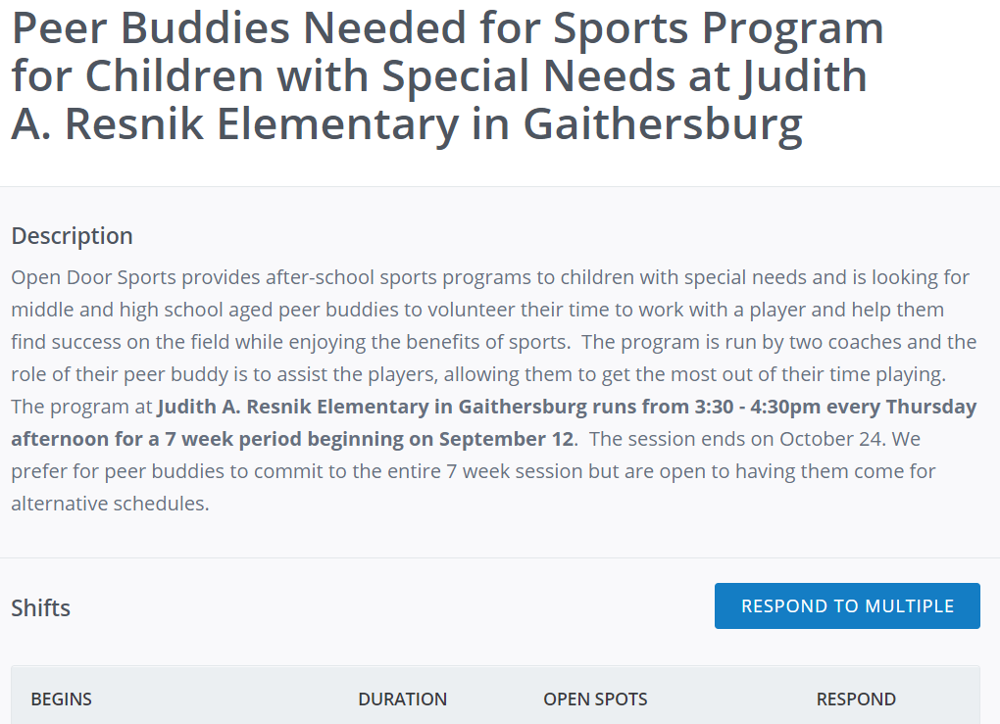 Peer Buddies Needed for Sports Program
for Children with Special Needs at Judith
A. Resnik Elementary in Gaithersburg
Description
Open Door Sports provides after-school sports programs to children with special needs and is looking for
middle and high school aged peer buddies to volunteer their time to work with a player and help them
find success on the field while enjoying the benefits of sports.  The program is run by two coaches and the
role of their peer buddy is to assist the players, allowing them to get the most out of their time playing.
The program at Judith A. Resnik Elementary in Gaithersburg runs from 3:30 - 4:30pm every Thursday
afternoon for a 7 week period beginning on September 12.  The session ends on October 24. We
prefer for peer buddies to commit to the entire 7 week session but are open to having them come for
alternative schedules.
Shifts
RESPOND TO MULTIPLE
BEGINS DURATION OPEN SPOTS RESPOND